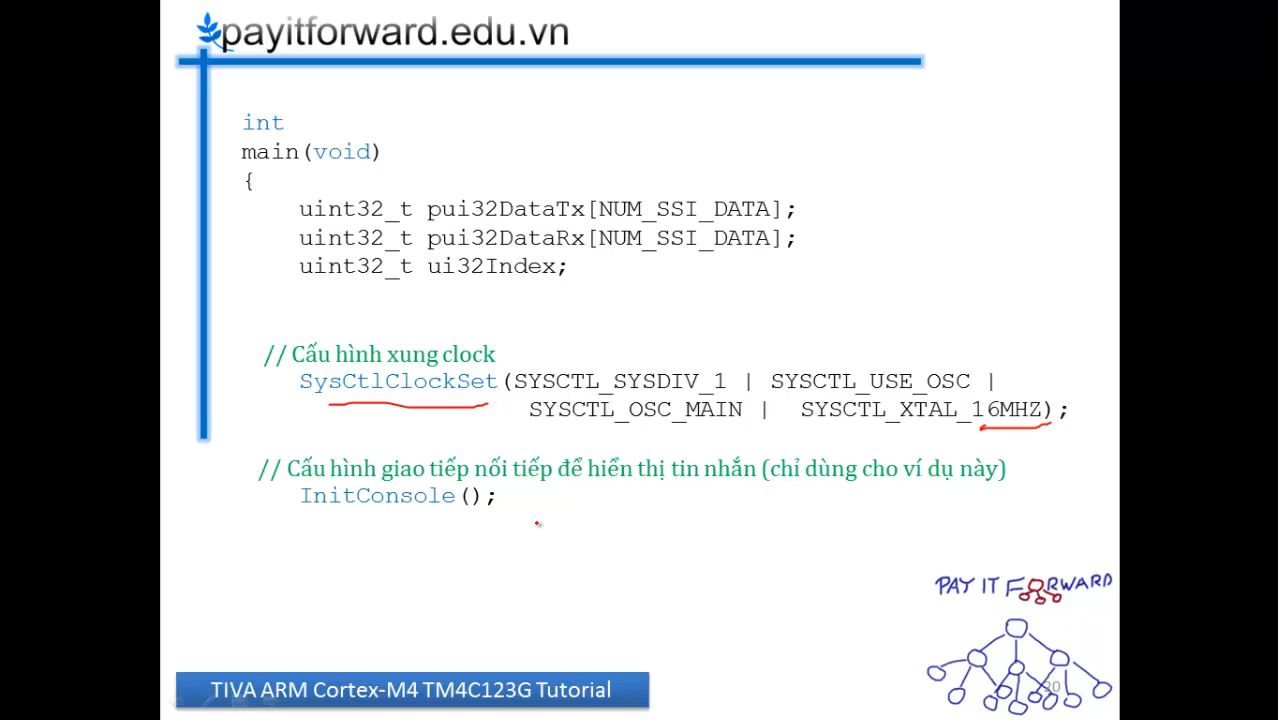 payitforward.edu.vn
int
main(void)
{
uint32_t pui32DataTx[NUM_SSI_DATA];
uint32_t pui32DataRx[NUM_SSI_DATA];
uint32_t ui32Index;
// Cấu hình xung clock
SysCtlClockSet(SYSCTL_SYSDIV_1 | SYSCTL_USE_OSC |
SYSCTL_OSC_MAIN | SYSCTL_XTAL_16MHZ);
// Cấu hình giao tiếp nối tiếp để hiển thị tin nhắn (chỉ dùng cho ví dụ này)
InitConsole();
PAY IT FORWARD
TIVA ARM Cortex-M4 TM4C123G Tutorial